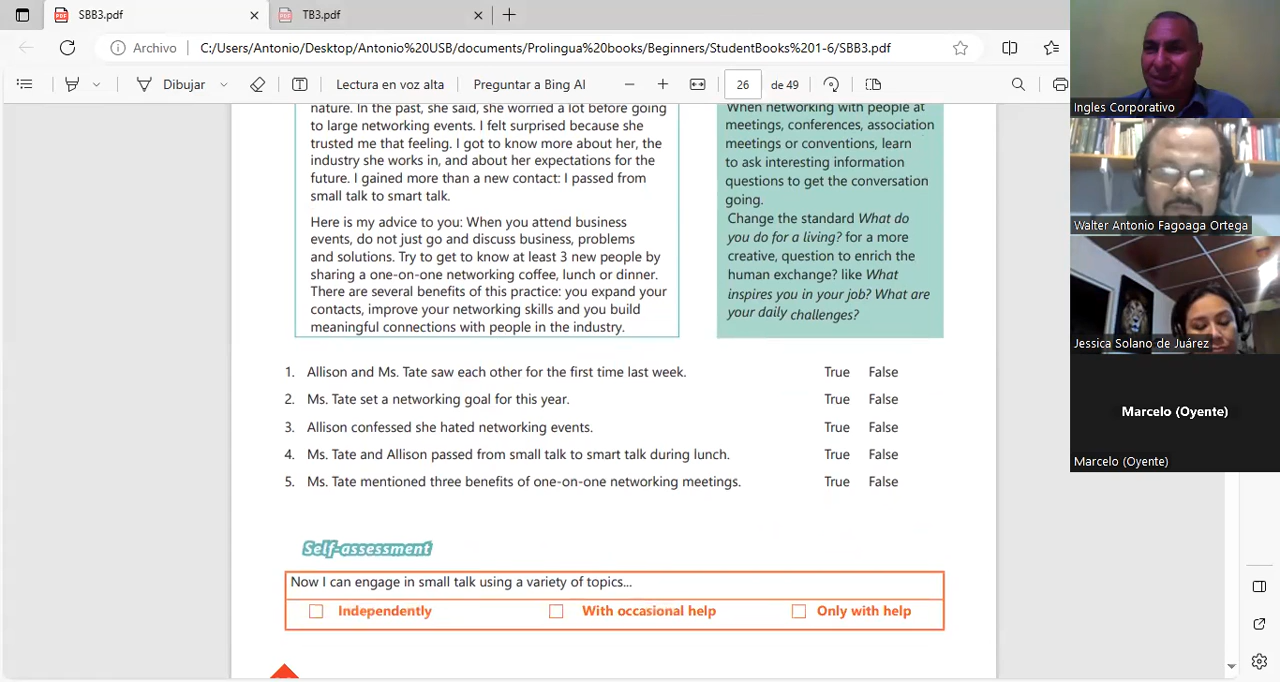 SBB3.pdf
TB3.pdf
Archivo
C:/Users/Antonio/Desktop/Antonio%20USB/documents/Prolingua%20books/Beginners/StudentBooks%201-6/SBB3.pdf
Dibujar
Lectura en voz alta
Preguntar a Bing AI
26
de 49
nature. In the past, she said, she worried a lot before going
to large networking events. I felt surprised because she
trusted me that feeling. I got to know more about her, the
industry she works in, and about her expectations for the
future. I gained more than a new contact: I passed from
small talk to smart talk.
Here is my advice to you: When you attend business
events, do not just go and discuss business, problems
and solutions. Try to get to know at least 3 new people by
sharing a one-on-one networking coffee, lunch or dinner.
There are several benefits of this practice: you expand your
contacts, improve your networking skills and you build
meaningful connections with people in the industry.
When networking with people at
meetings, conferences, association
meetings or conventions, learn
to ask interesting information
questions to get the conversation
going.
Change the standard What do
you do for a living? for a more
creative, question to enrich the
human exchange? like What
inspires you in your job? What are
your daily challenges?
1. Allison and Ms. Tate saw each other for the first time last week. True False
2. Ms. Tate set a networking goal for this year. True False
3. Allison confessed she hated networking events. True False
4. Ms. Tate and Allison passed from small talk to smart talk during lunch. True False
5. Ms. Tate mentioned three benefits of one-on-one networking meetings. True False
Self-assessment
Now I can engage in small talk using a variety of topics...
Independently
With occasional help
Only with help
Ingles Corporativo
Walter Antonio Fagoaga Ortega
Jessica Solano de Juárez
Marcelo (Oyente)
Marcelo (Oyente)